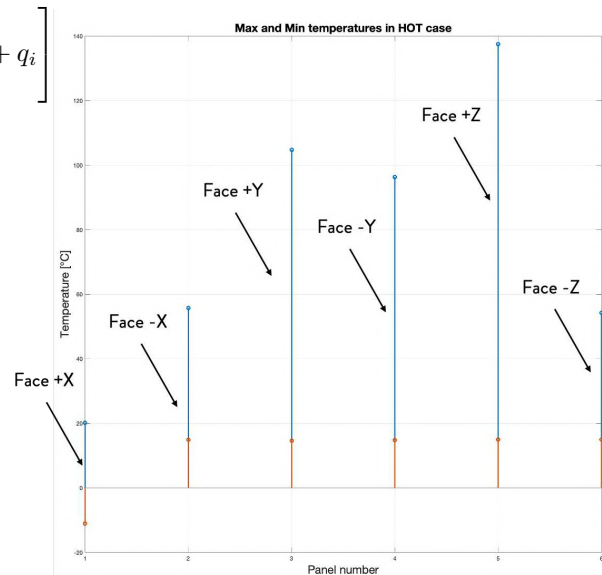 + q_i
Max and Min temperatures in HOT case
140
120
100
80
60
40
20
0
-20
Temperature [°C]
Face +Z
Face +Y
Face -Y
Face -Z
Face -X
Face +X
1
2
3
4
5
6
Panel number